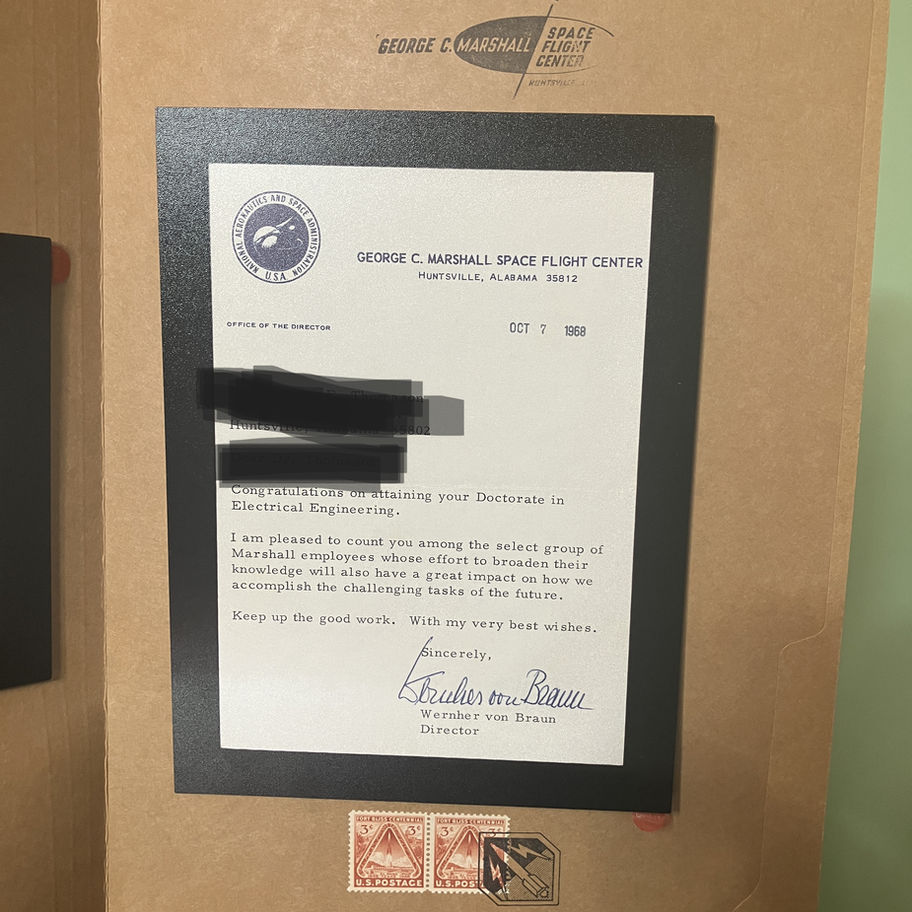 GEORGE C. MARSHALL SPACE FLIGHT CENTER
HUNTSVILLE
NATIONAL AERONAUTICS AND SPACE ADMINISTRATION
U.S.A
GEORGE C. MARSHALL SPACE FLIGHT CENTER
HUNTSVILLE, ALABAMA 35812
OFFICE OF THE DIRECTOR
OCT 7 1968
Huntsville,
Congratulations on attaining your Doctorate in
Electrical Engineering.
I am pleased to count you among the select group of
Marshall employees whose effort to broaden their
knowledge will also have a great impact on how we
accomplish the challenging tasks of the future.
Keep up the good work. With my very best wishes.
Sincerely,
Wernher von Braun
Wernher von Braun
Director
FORT BLISS CENTENNIAL
3¢ 3¢
U.S. POSTAGE
FORT BLISS CENTENNIAL
3¢ 3¢
U.S. POST